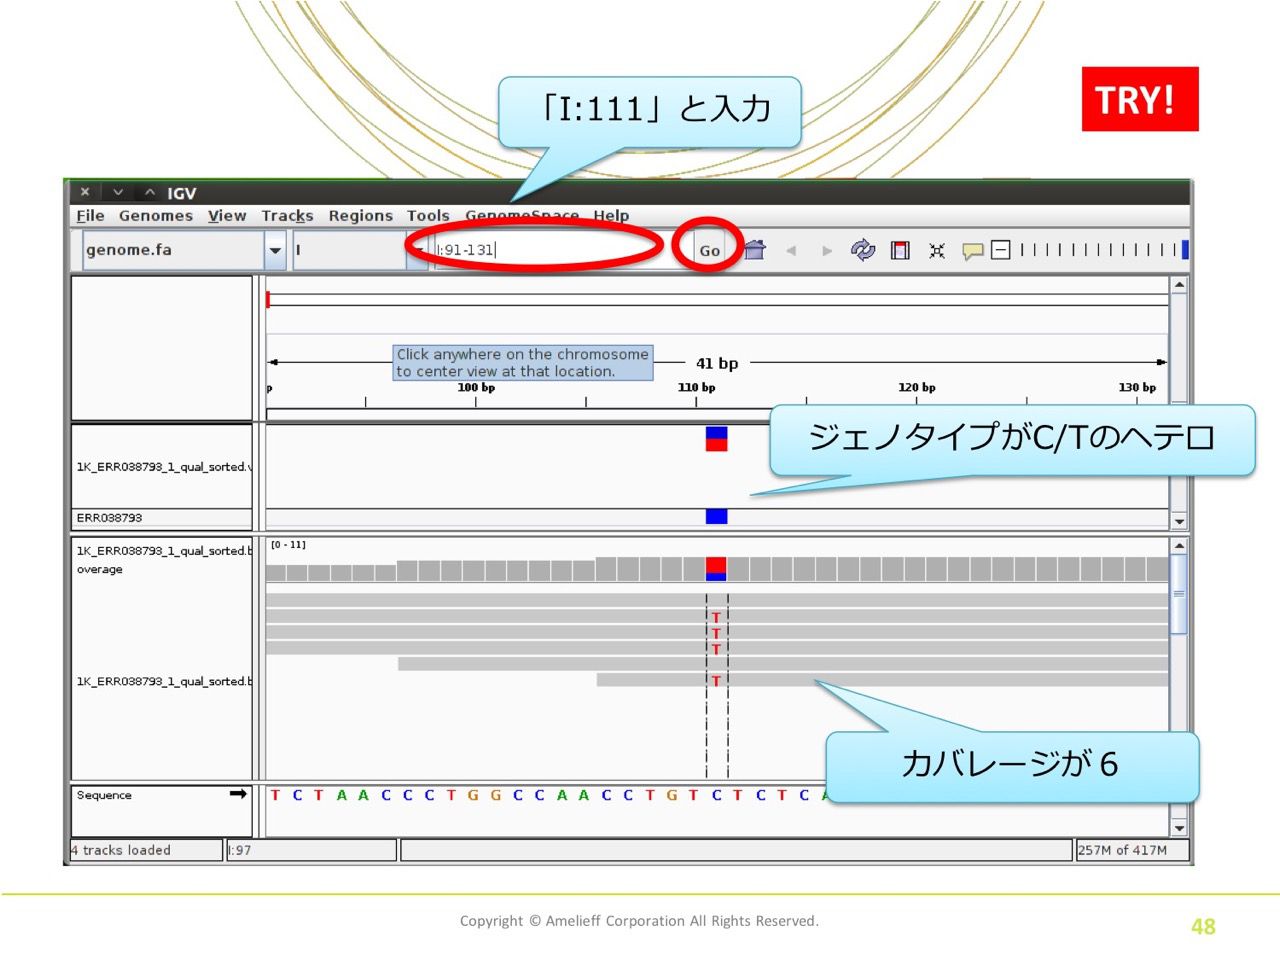 「I:111」と入力
TRY!
IGV
File Genomes View Tracks Regions Tools GenomeSpace Help
genome.fa I I:91-131 Go
Click anywhere on the chromosome
to center view at that location.
41 bp
100 bp 110 bp 120 bp 130 bp
ジェノタイプがC/Tのヘテロ
1K_ERR038793_1_qual_sorted.v
ERR038793
1K_ERR038793_1_qual_sorted.b
overage
[0 - 11]
T
T
T
T
1K_ERR038793_1_qual_sorted.b
カバレージが６
Sequence T C T A A C C C T G G C C A A C C T G T C T C T C A
4 tracks loaded I:97 257M of 417M
Copyright © Amelieff Corporation All Rights Reserved.
48